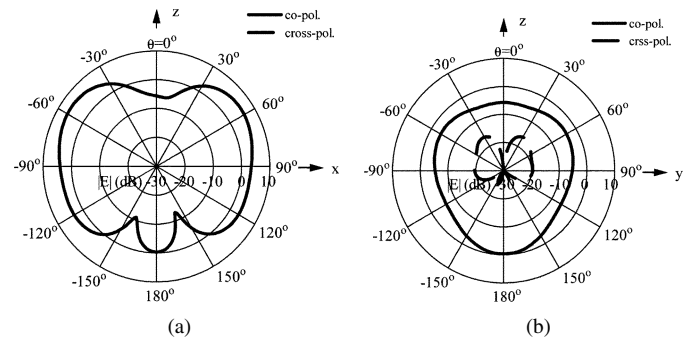 z
co-pol.
cross-pol.
θ=0°
-30°
30°
-60°
60°
-90°
|E| (dB) -30 -20 -10 0 10
90°
x
-120°
120°
-150°
150°
180°
(a)
z
co-pol.
crss-pol.
θ=0°
-30°
30°
-60°
60°
-90°
|E| (dB) -30 -20 -10 0 10
90°
y
-120°
120°
-150°
150°
180°
(b)